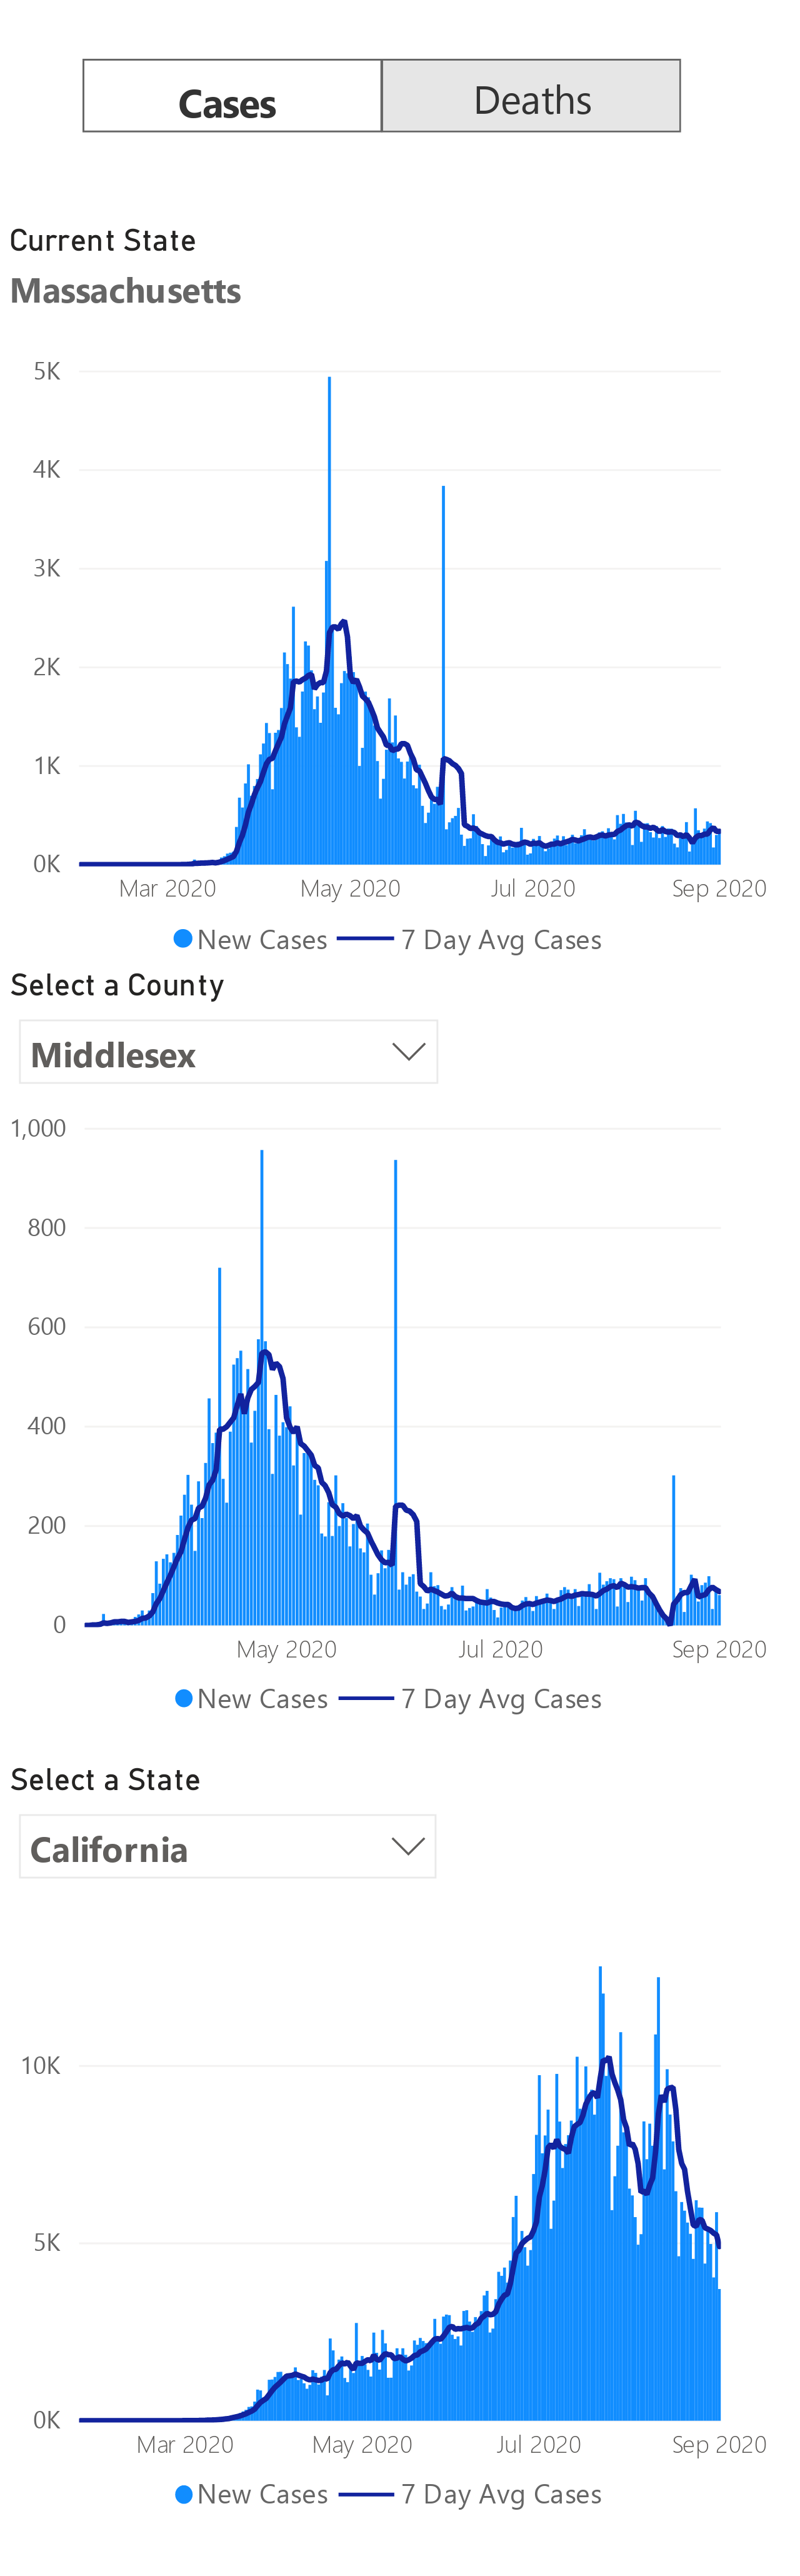 Cases Deaths
Current State
Massachusetts
5K
4K
3K
2K
1K
0K
Mar 2020 May 2020 Jul 2020 Sep 2020
New Cases 7 Day Avg Cases
Select a County
Middlesex
1,000
800
600
400
200
0
May 2020 Jul 2020 Sep 2020
New Cases 7 Day Avg Cases
Select a State
California
10K
5K
0K
Mar 2020 May 2020 Jul 2020 Sep 2020
New Cases 7 Day Avg Cases